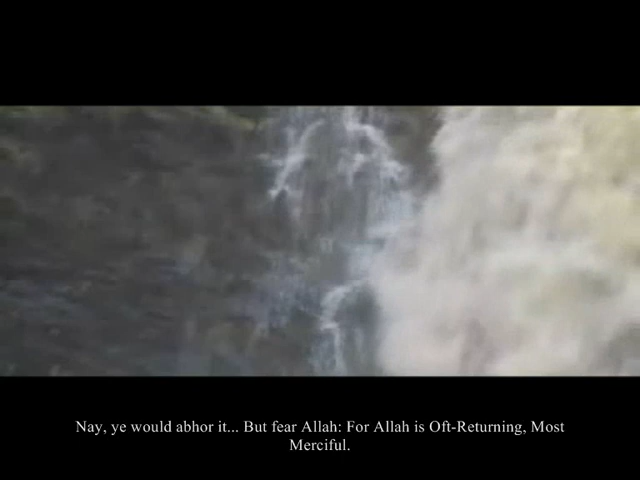 Nay, ye would abhor it... But fear Allah: For Allah is Oft-Returning, Most
Merciful.